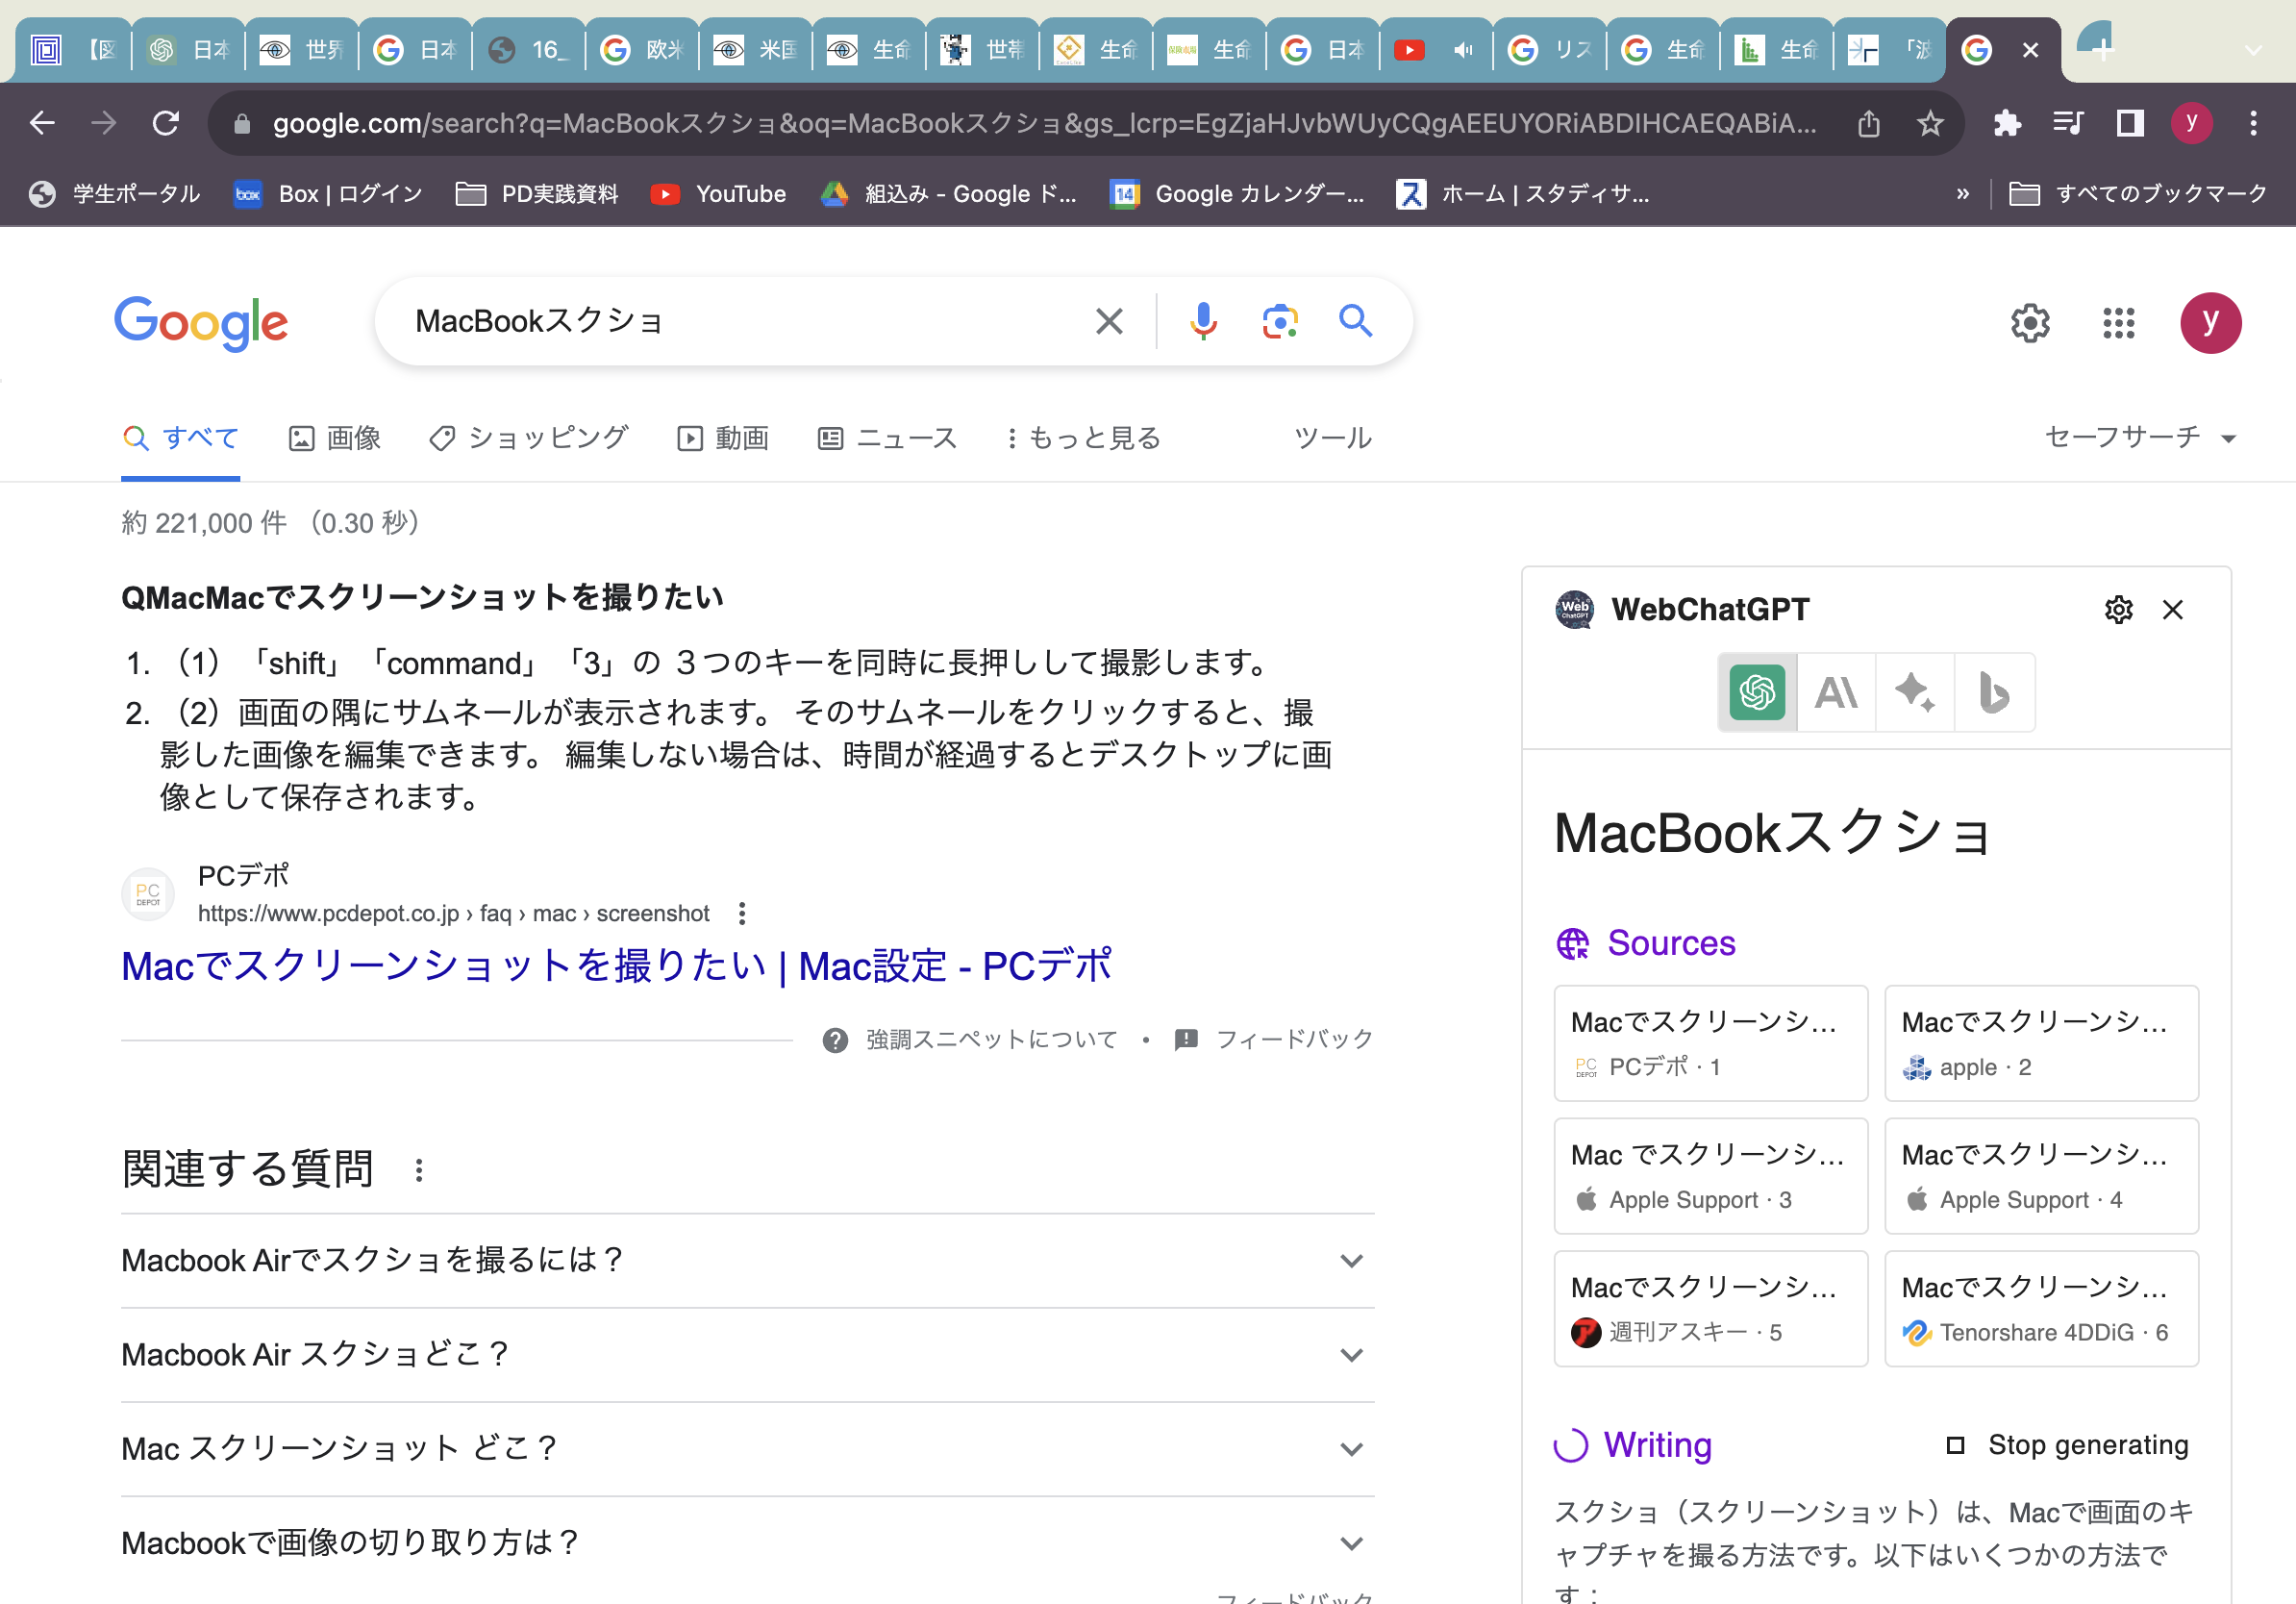 【図
日本
世界
日本
16_
欧米
米国
生命
世帯
生命
生命
日本
リス
生命
生命
「波
google.com/search?q=MacBookスクショ&oq=MacBookスクショ&gs_lcrp=EgZjaHJvbWUyCQgAEEUYORiABDIHCAEQABiA...
y
学生ポータル
box
Box | ログイン
PD実践資料
YouTube
組込み - Google ド...
14
Google カレンダー...
ス
ホーム | スタディサ...
»
すべてのブックマーク
Google
MacBookスクショ
y
すべて
画像
ショッピング
動画
ニュース
もっと見る
ツール
セーフサーチ
約 221,000 件 （0.30 秒）
QMacMacでスクリーンショットを撮りたい
1. （1）「shift」「command」「3」の ３つのキーを同時に長押しして撮影します。
2. （2）画面の隅にサムネールが表示されます。 そのサムネールをクリックすると、撮
影した画像を編集できます。 編集しない場合は、時間が経過するとデスクトップに画
像として保存されます。
PC
DEPOT
PCデポ
https://www.pcdepot.co.jp › faq › mac › screenshot
Macでスクリーンショットを撮りたい | Mac設定 - PCデポ
強調スニペットについて • フィードバック
関連する質問
Macbook Airでスクショを撮るには？
Macbook Air スクショどこ？
Mac スクリーンショット どこ？
Macbookで画像の切り取り方は？
フィードバック
Web
ChatGPT
WebChatGPT
MacBookスクショ
Sources
Macでスクリーンシ...
PC
DEPOT
PCデポ · 1
Macでスクリーンシ...
apple · 2
Mac でスクリーンシ...
Apple Support · 3
Macでスクリーンシ...
Apple Support · 4
Macでスクリーンシ...
週刊アスキー · 5
Macでスクリーンシ...
Tenorshare 4DDiG · 6
Writing
Stop generating
スクショ（スクリーンショット）は、Macで画面のキ
ャプチャを撮る方法です。以下はいくつかの方法で
す：